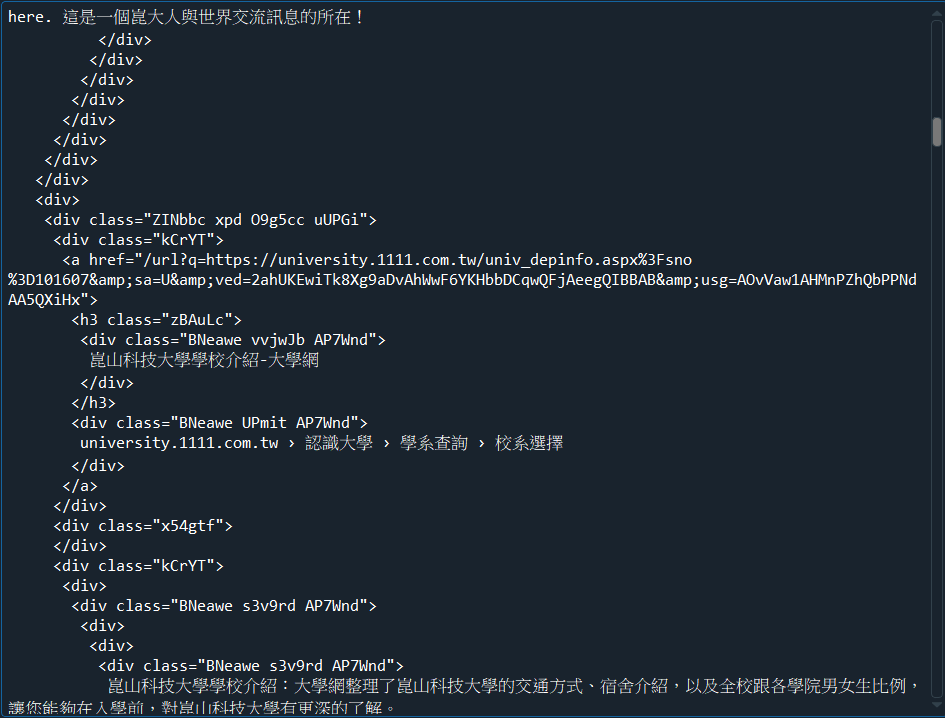 here. 這是一個崑大人與世界交流訊息的所在!
</div>
</div>
</div>
</div>
</div>
</div>
</div>
</div>
<div>
<div class="ZINbbc xpd O9g5cc uUPGi">
<div class="kCrYT">
<a href="/url?q=https://university.1111.com.tw/univ_depinfo.aspx%3Fsno
%3D101607&amp;sa=U&amp;ved=2ahUKEwiTk8Xg9aDvAhWwF6YKHbbDCqwQFjAeegQIBBAB&amp;usg=AOvVaw1AHMnPZhQbPPNd
AA5QXiHx">
<h3 class="zBAuLc">
<div class="BNeawe vvjwJb AP7Wnd">
崑山科技大學學校介紹-大學網
</div>
</h3>
<div class="BNeawe UPmit AP7Wnd">
university.1111.com.tw › 認識大學 › 學系查詢 › 校系選擇
</div>
</a>
</div>
<div class="x54gtf">
</div>
<div class="kCrYT">
<div>
<div class="BNeawe s3v9rd AP7Wnd">
<div>
<div>
<div class="BNeawe s3v9rd AP7Wnd">
崑山科技大學學校介紹：大學網整理了崑山科技大學的交通方式、宿舍介紹，以及全校跟各學院男女生比例，
讓您能夠在入學前，對崑山科技大學有更深的了解。